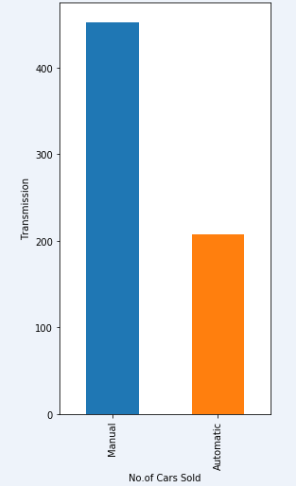 400
300
200
100
0
Transmission
Manual
Automatic
No.of Cars Sold